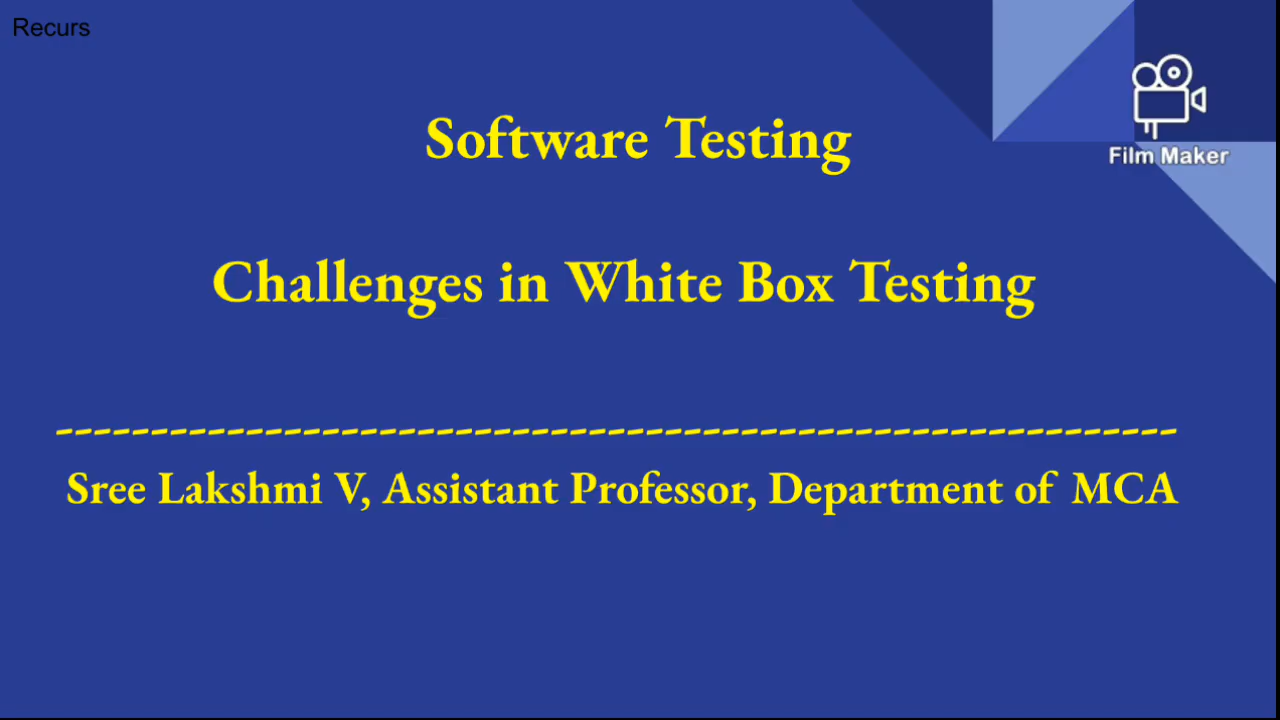 Recurs
Film Maker
Software Testing
Challenges in White Box Testing
-----------------------------------------------------------
Sree Lakshmi V, Assistant Professor, Department of MCA